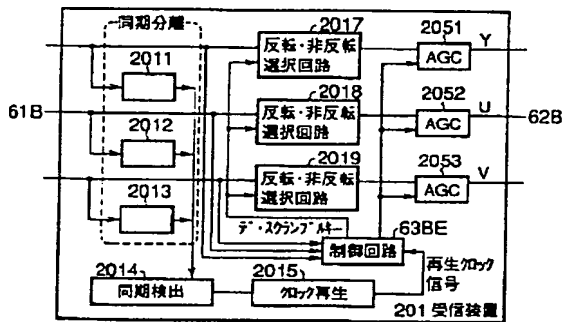 同期分離
2011
2012
2013
61B
2017
反転・非反転
選択回路
2018
反転・非反転
選択回路
2019
反転・非反転
選択回路
2051
AGC
Y
2052
AGC
U
62B
2053
AGC
V
デ・スクランブルキー
63BE
制御回路
再生クロック
信号
2014
同期検出
2015
クロック再生
201 受信装置